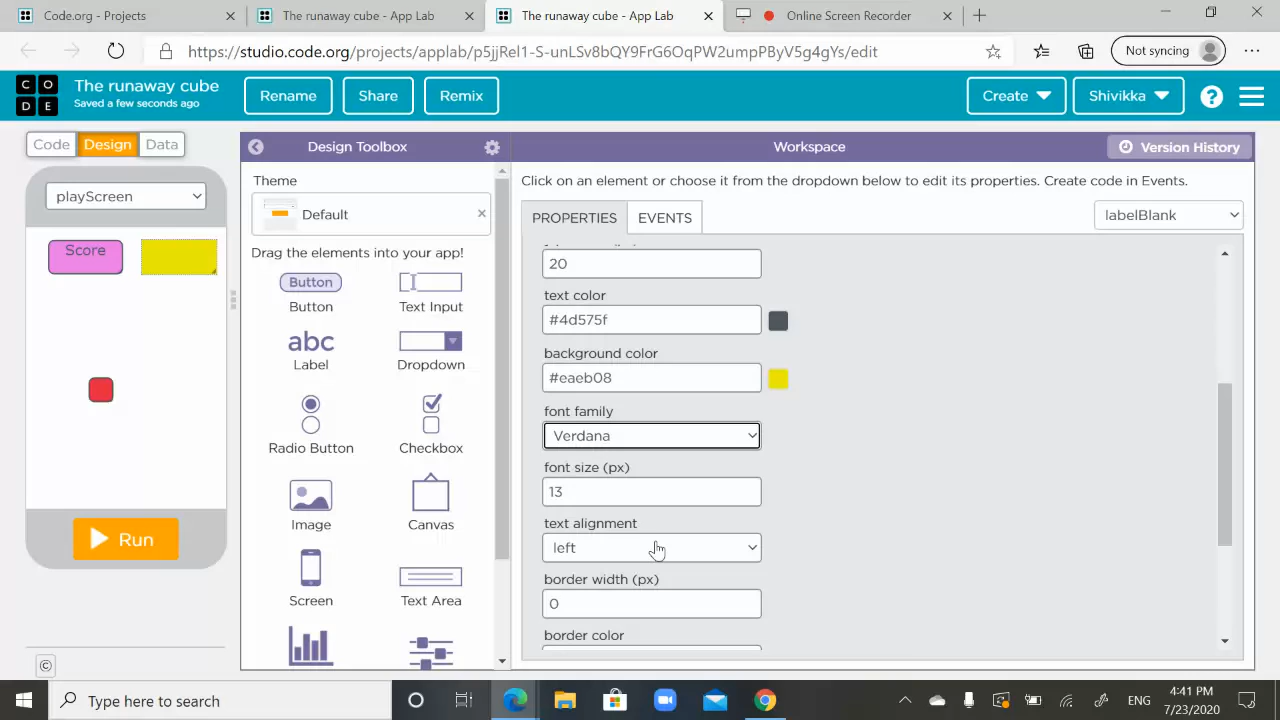 Code.org - Projects
The runaway cube - App Lab
The runaway cube - App Lab
Online Screen Recorder
https://studio.code.org/projects/applab/p5jjRel1-S-unLSv8bQY9FrG6OqPW2umpPByV5g4gYs/edit
Not syncing
C O
D E
The runaway cube
Saved a few seconds ago
Rename
Share
Remix
Create
Shivikka
?
Code
Design
Data
Design Toolbox
Workspace
Version History
playScreen
Score
Run
©
Theme
Default
Drag the elements into your app!
Button
Button
Text Input
abc
Label
Dropdown
Radio Button
Checkbox
Image
Canvas
Screen
Text Area
Click on an element or choose it from the dropdown below to edit its properties. Create code in Events.
PROPERTIES
EVENTS
labelBlank
20
text color
#4d575f
background color
#eaeb08
font family
Verdana
font size (px)
13
text alignment
left
border width (px)
0
border color
Type here to search
ENG
4:41 PM
7/23/2020